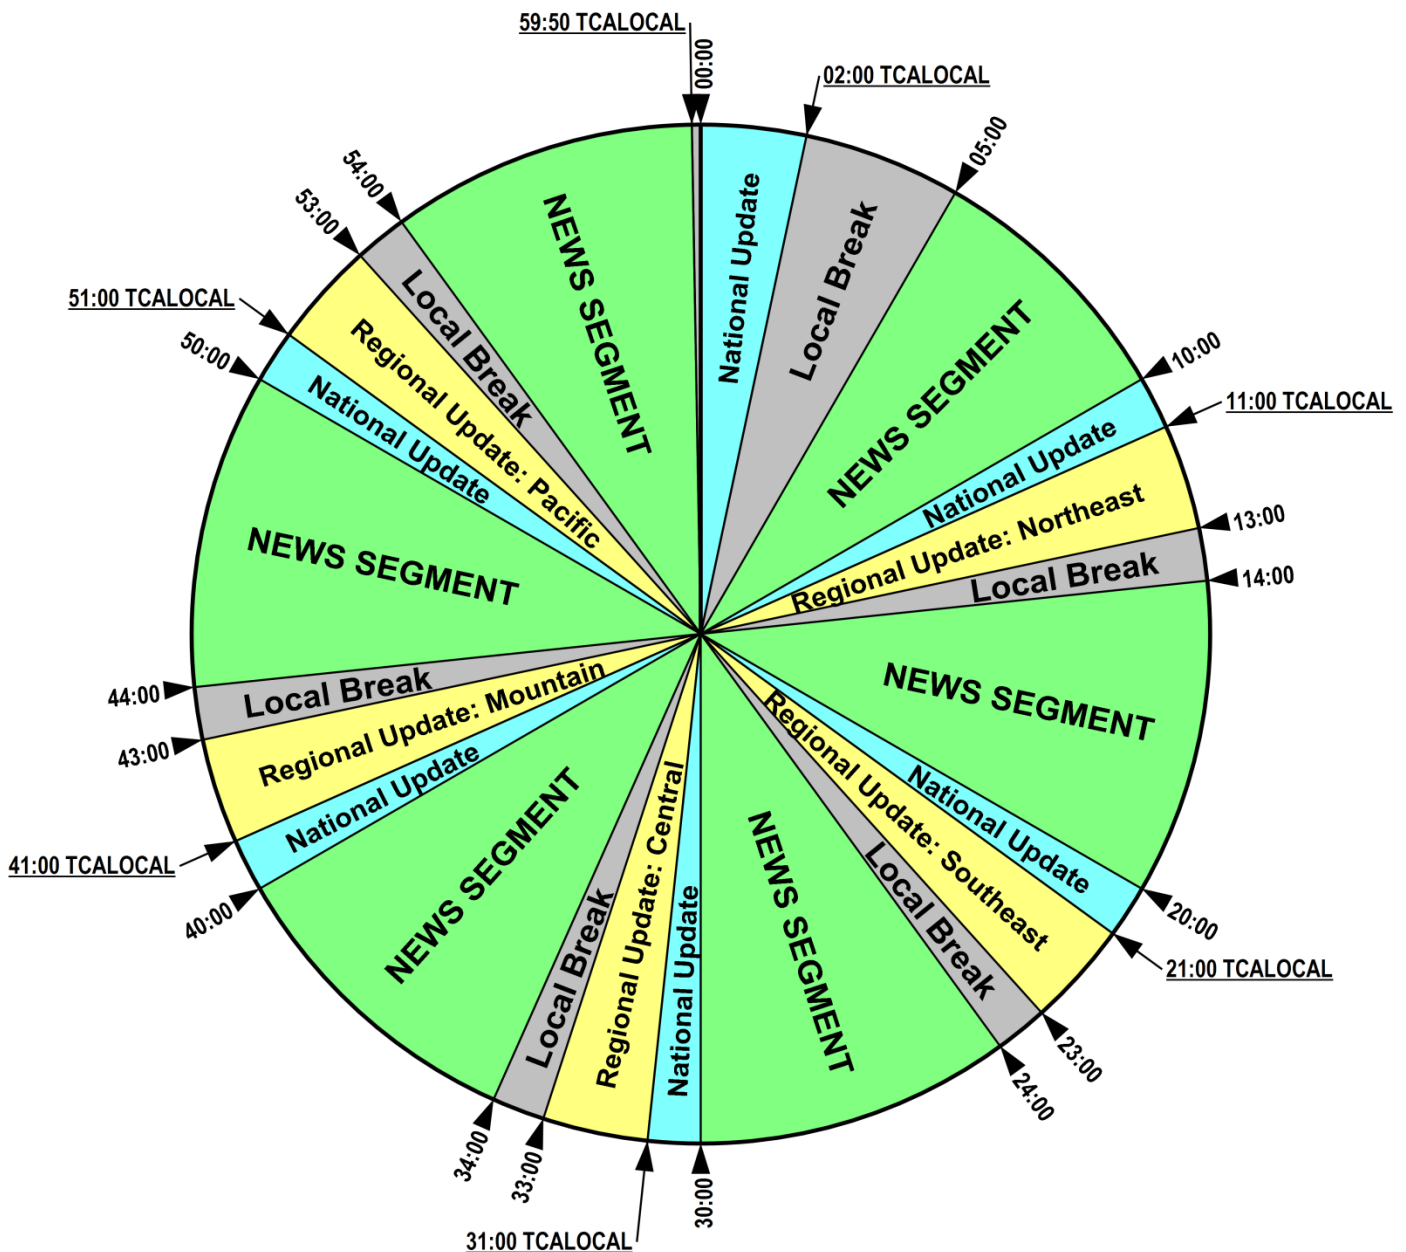 59:50 TCALOCAL
00:00
National Update
02:00 TCALOCAL
Local Break
05:00
NEWS SEGMENT
10:00
National Update
11:00 TCALOCAL
Regional Update: Northeast
13:00
Local Break
14:00
NEWS SEGMENT
20:00
National Update
21:00 TCALOCAL
Regional Update: Southeast
23:00
Local Break
24:00
NEWS SEGMENT
30:00
National Update
31:00 TCALOCAL
Regional Update: Central
33:00
Local Break
34:00
NEWS SEGMENT
40:00
National Update
41:00 TCALOCAL
Regional Update: Mountain
43:00
Local Break
44:00
NEWS SEGMENT
50:00
National Update
51:00 TCALOCAL
Regional Update: Pacific
53:00
Local Break
54:00
NEWS SEGMENT